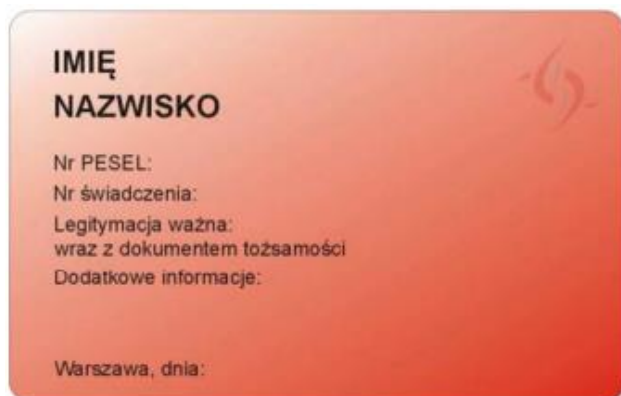 IMIĘ
NAZWISKO
Nr PESEL:
Nr świadczenia:
Legitymacja ważna:
wraz z dokumentem tożsamości
Dodatkowe informacje:
Warszawa, dnia: